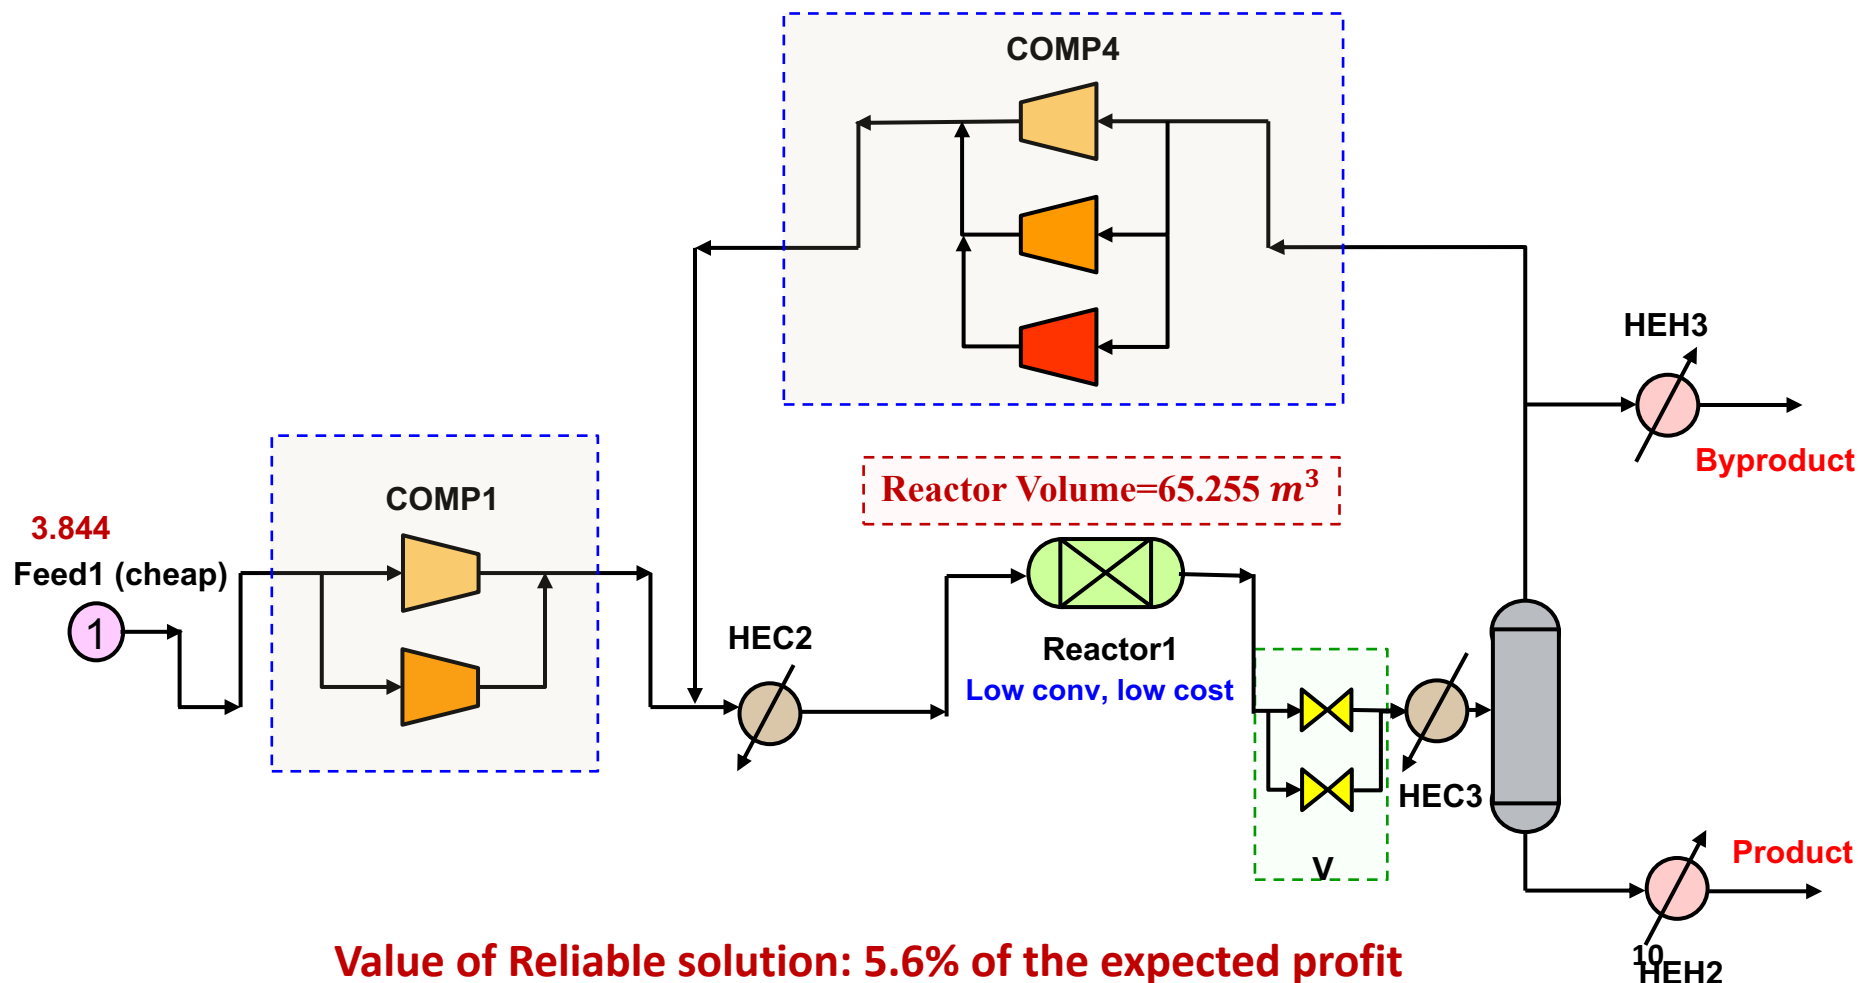 COMP4
HEH3
Byproduct
Reactor Volume=65.255 m³
COMP1
3.844
Feed1 (cheap)
1
HEC2
Reactor1
Low conv, low cost
HEC3
V
Product
10
HEH2
Value of Reliable solution: 5.6% of the expected profit